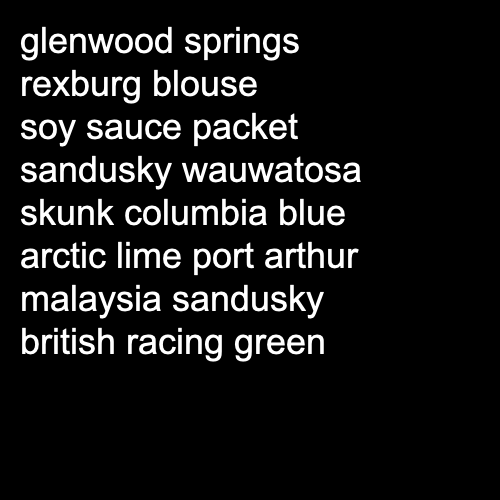 glenwood springs
rexburg blouse
soy sauce packet
sandusky wauwatosa
skunk columbia blue
arctic lime port arthur
malaysia sandusky
british racing green